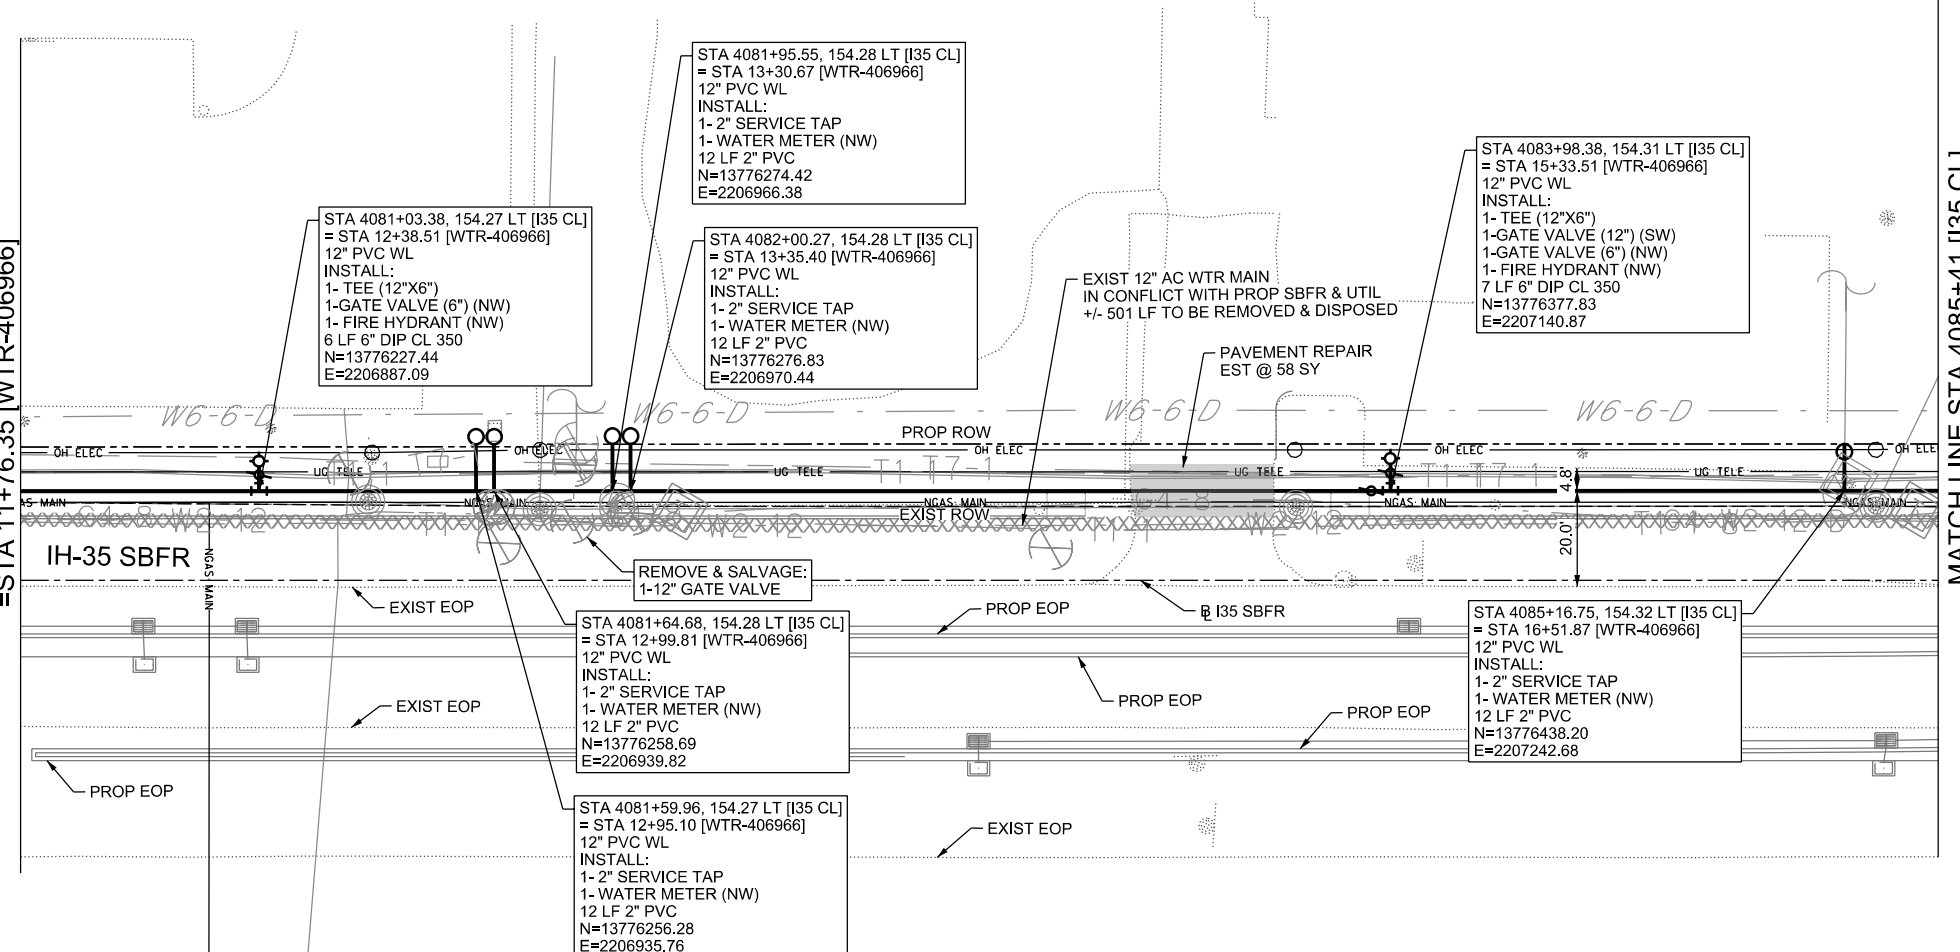 STA 4081+95.55, 154.28 LT [I35 CL]
= STA 13+30.67 [WTR-406966]
12" PVC WL
INSTALL:
1- 2" SERVICE TAP
1- WATER METER (NW)
12 LF 2" PVC
N=13776274.42
E=2206966.38
STA 4083+98.38, 154.31 LT [I35 CL]
= STA 15+33.51 [WTR-406966]
12" PVC WL
INSTALL:
1- TEE (12"X6")
1-GATE VALVE (12") (SW)
1-GATE VALVE (6") (NW)
1- FIRE HYDRANT (NW)
7 LF 6" DIP CL 350
N=13776377.83
E=2207140.87
STA 4081+03.38, 154.27 LT [I35 CL]
= STA 12+38.51 [WTR-406966]
12" PVC WL
INSTALL:
1- TEE (12"X6")
1-GATE VALVE (6") (NW)
1- FIRE HYDRANT (NW)
6 LF 6" DIP CL 350
N=13776227.44
E=2206887.09
STA 4082+00.27, 154.28 LT [I35 CL]
= STA 13+35.40 [WTR-406966]
12" PVC WL
INSTALL:
1- 2" SERVICE TAP
1- WATER METER (NW)
12 LF 2" PVC
N=13776276.83
E=2206970.44
EXIST 12" AC WTR MAIN
IN CONFLICT WITH PROP SBFR & UTIL
+/- 501 LF TO BE REMOVED & DISPOSED
PAVEMENT REPAIR
EST @ 58 SY
=STA 11+76.35 [WTR-406966]
MATCH LINE STA 4085+41 [I35 CL]
W6-6-D
W6-6-D
W6-6-D
W6-6-D
PROP ROW
OH ELEC
OH ELEC
OH ELEC
OH ELEC
OH ELE
UG TELE
UG TELE
UG TELE
UG TELE
T1 T7-1
T1 T7-1
4.8'
AS MAIN
NGAS MAIN
NGAS MAIN
NGAS MAIN
NGAS MAIN
EXIST ROW
G4-8
W2 12
G4-8
W2 12
20.0'
IH-35 SBFR
NGAS MAIN
REMOVE & SALVAGE:
1-12" GATE VALVE
EXIST EOP
PROP EOP
BL I35 SBFR
STA 4081+64.68, 154.28 LT [I35 CL]
= STA 12+99.81 [WTR-406966]
12" PVC WL
INSTALL:
1- 2" SERVICE TAP
1- WATER METER (NW)
12 LF 2" PVC
N=13776258.69
E=2206939.82
STA 4085+16.75, 154.32 LT [I35 CL]
= STA 16+51.87 [WTR-406966]
12" PVC WL
INSTALL:
1- 2" SERVICE TAP
1- WATER METER (NW)
12 LF 2" PVC
N=13776438.20
E=2207242.68
EXIST EOP
PROP EOP
PROP EOP
PROP EOP
STA 4081+59.96, 154.27 LT [I35 CL]
= STA 12+95.10 [WTR-406966]
12" PVC WL
INSTALL:
1- 2" SERVICE TAP
1- WATER METER (NW)
12 LF 2" PVC
N=13776256.28
E=2206935.76
EXIST EOP